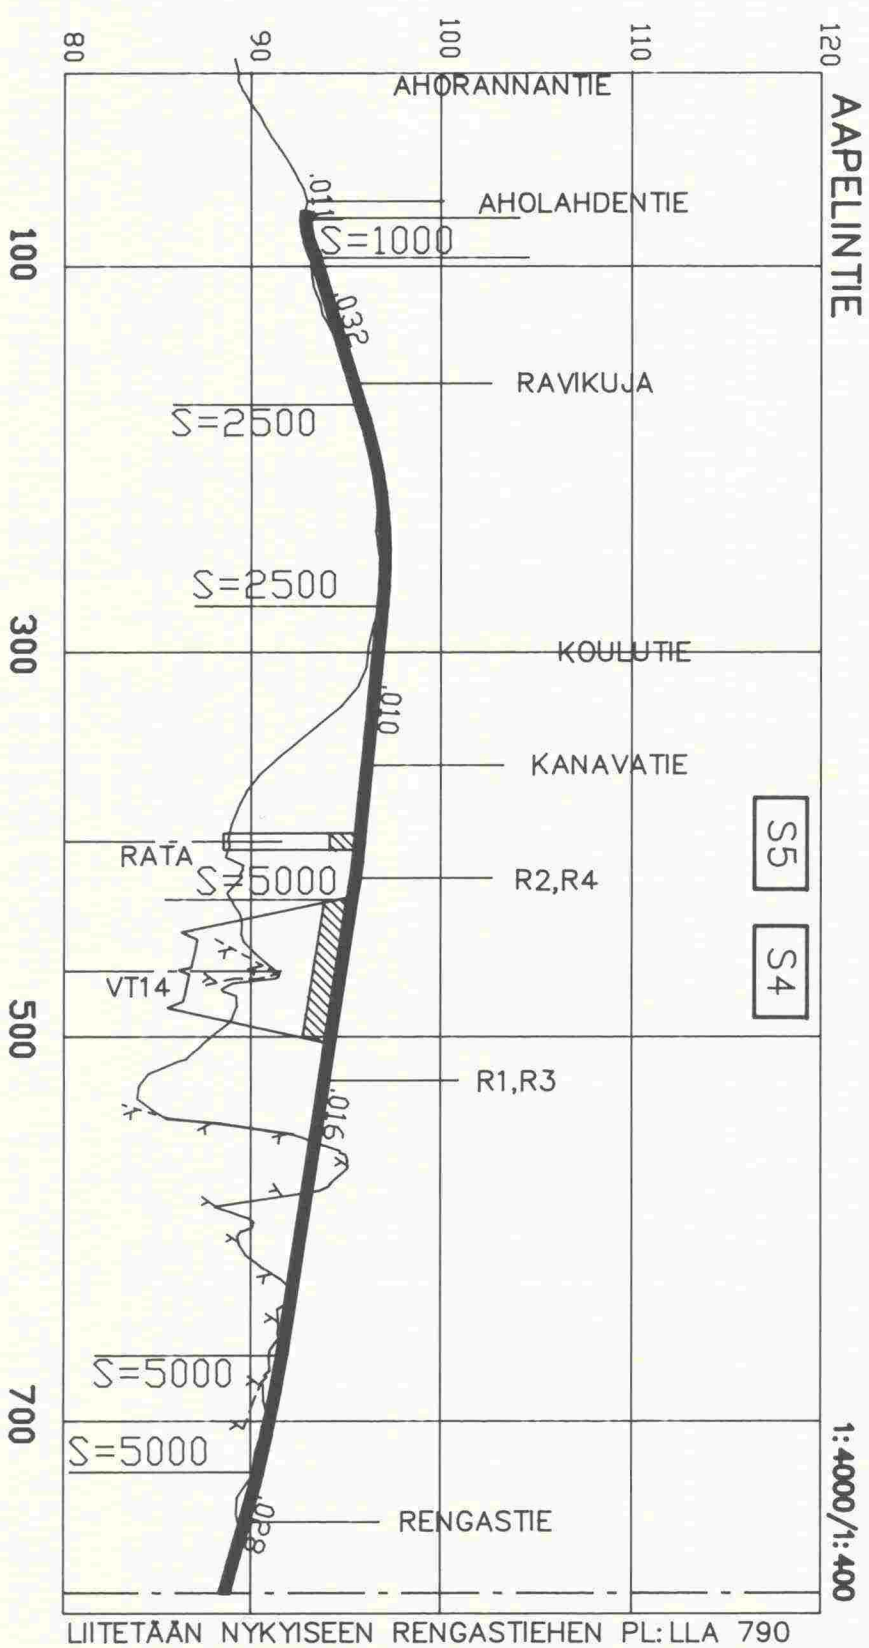 AAPELINTIE
1:4000/1:400
120
110
100
90
80
AHORANNANTIE
AHOLAHDENTIE
.011
S=1000
100
.032
RAVIKUJA
S=2500
S=2500
300
KOULUTIE
.010
KANAVATIE
S5
RATA
S=5000
R2,R4
S4
VT14
500
R1,R3
.016
S=5000
700
S=5000
.028
RENGASTIE
LIITETÄÄN NYKYISEEN RENGASTIEHEN PL:LLA 790